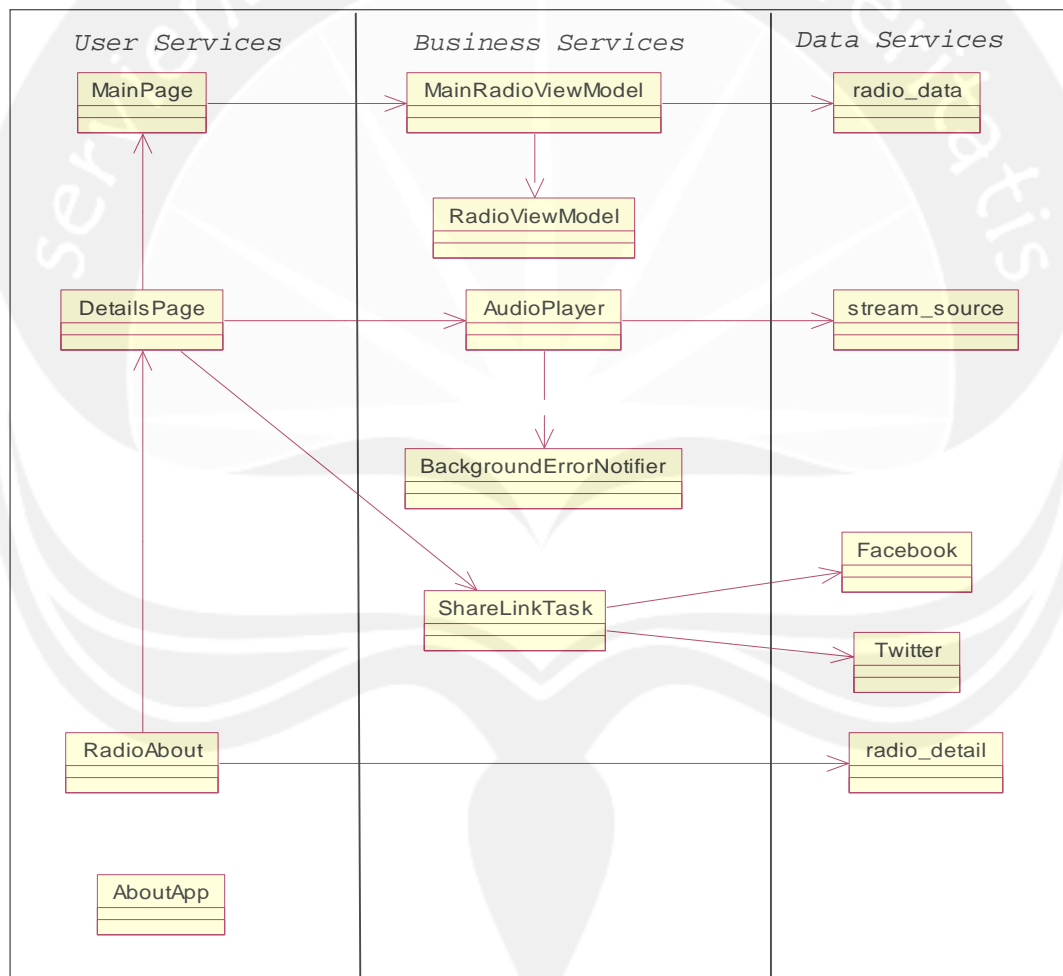 User Services
Business Services
Data Services
MainPage
MainRadioViewModel
radio_data
RadioViewModel
DetailsPage
AudioPlayer
stream_source
BackgroundErrorNotifier
Facebook
ShareLinkTask
Twitter
RadioAbout
radio_detail
AboutApp